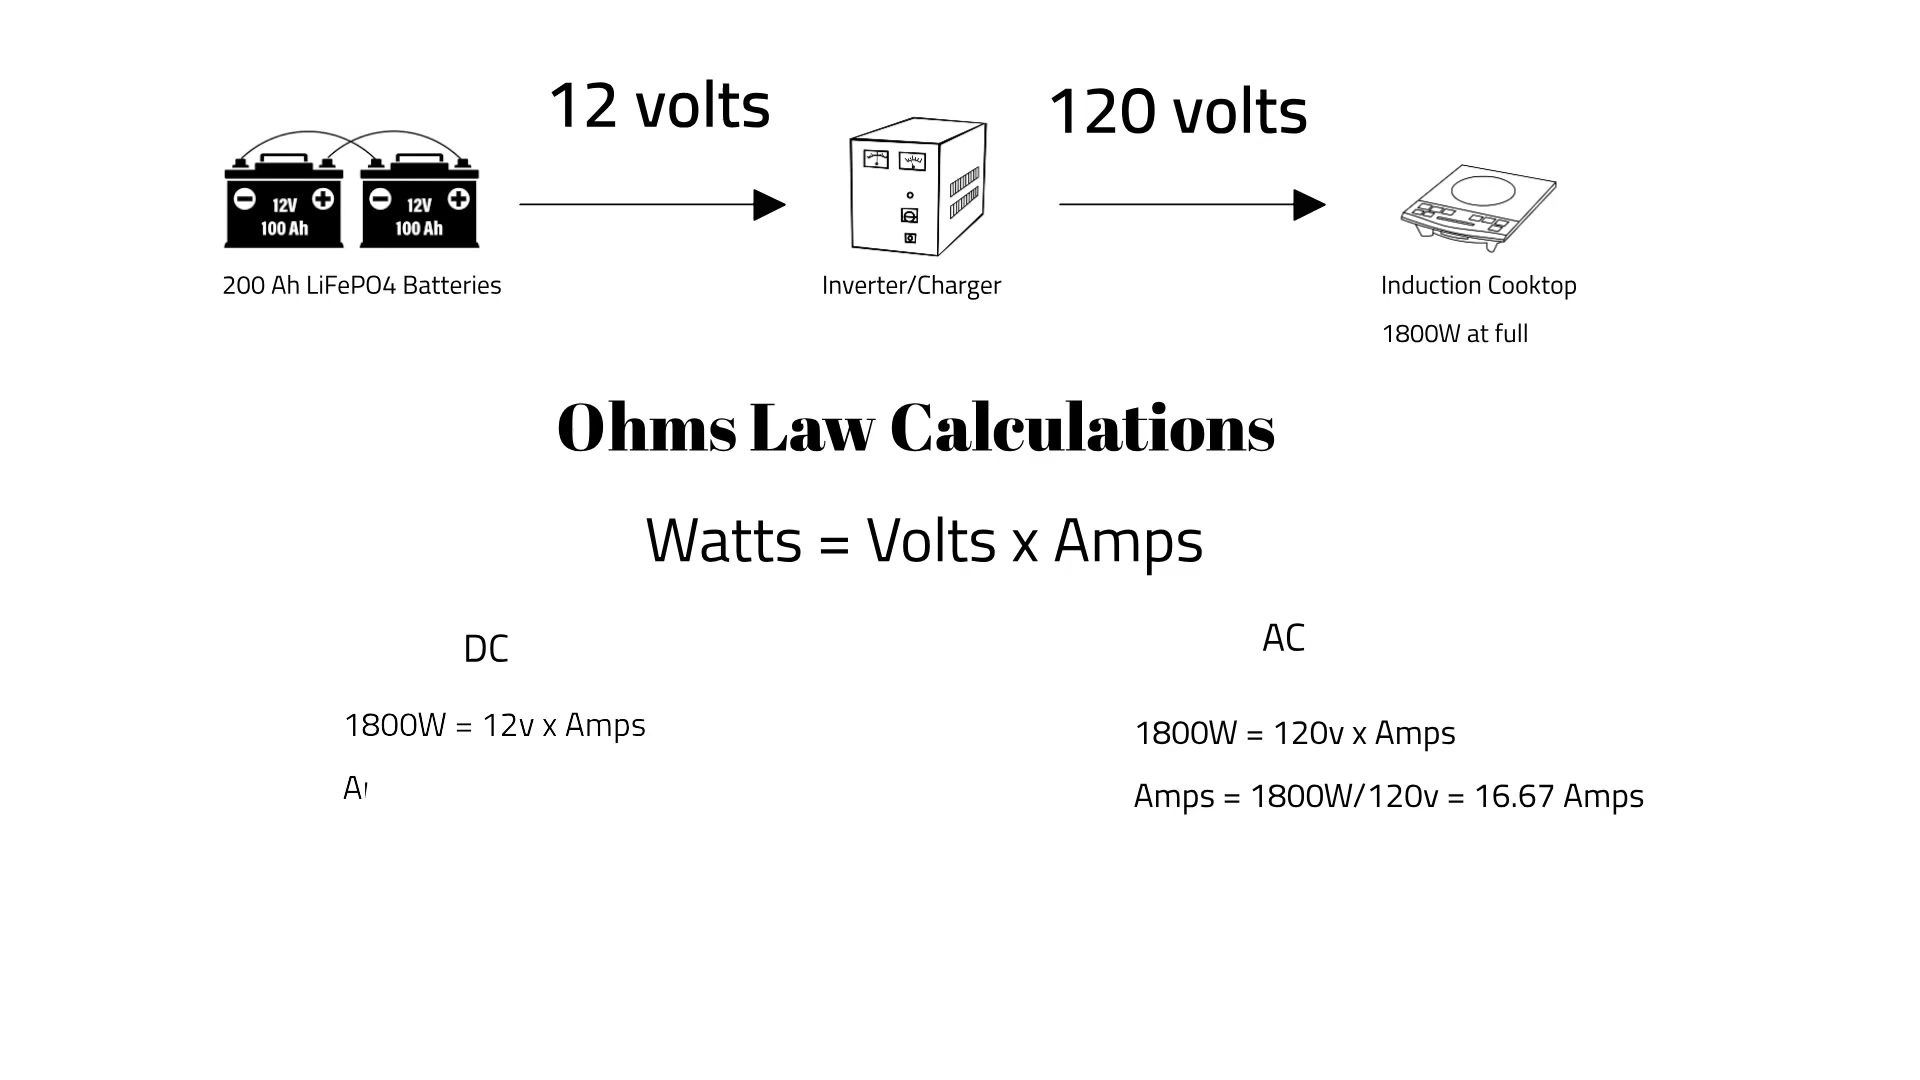 12 volts
120 volts
12V
100 Ah
12V
100 Ah
200 Ah LiFePO4 Batteries
Inverter/Charger
Induction Cooktop
1800W at full
Ohms Law Calculations
Watts = Volts x Amps
DC
AC
1800W = 12v x Amps
1800W = 120v x Amps
A
Amps = 1800W/120v = 16.67 Amps